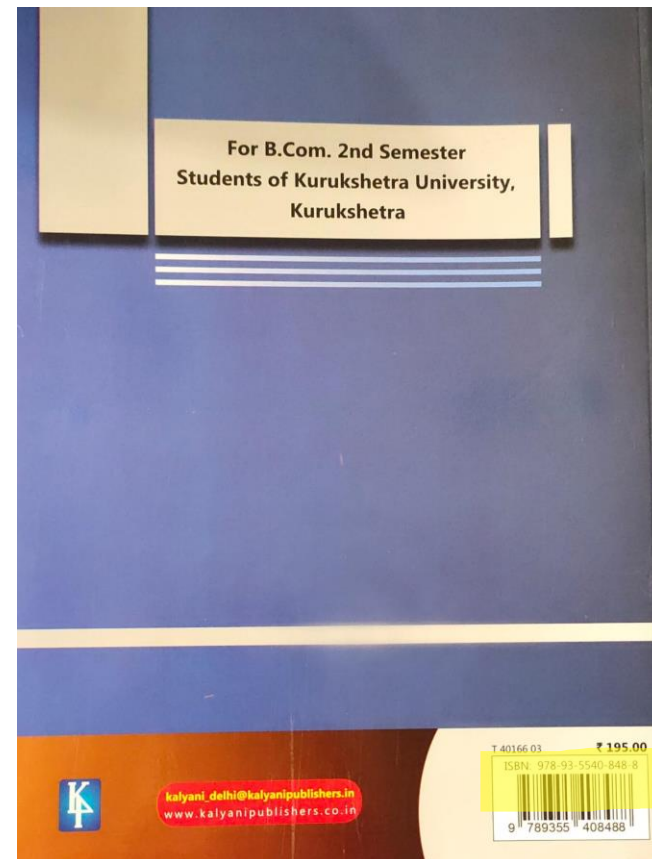 For B.Com. 2nd Semester
Students of Kurukshetra University,
Kurukshetra
T 40166 03 ₹ 195.00
ISBN: 978-93-5540-848-8
9 789355 408488
kalyani_delhi@kalyanipublishers.in
www.kalyanipublishers.co.in